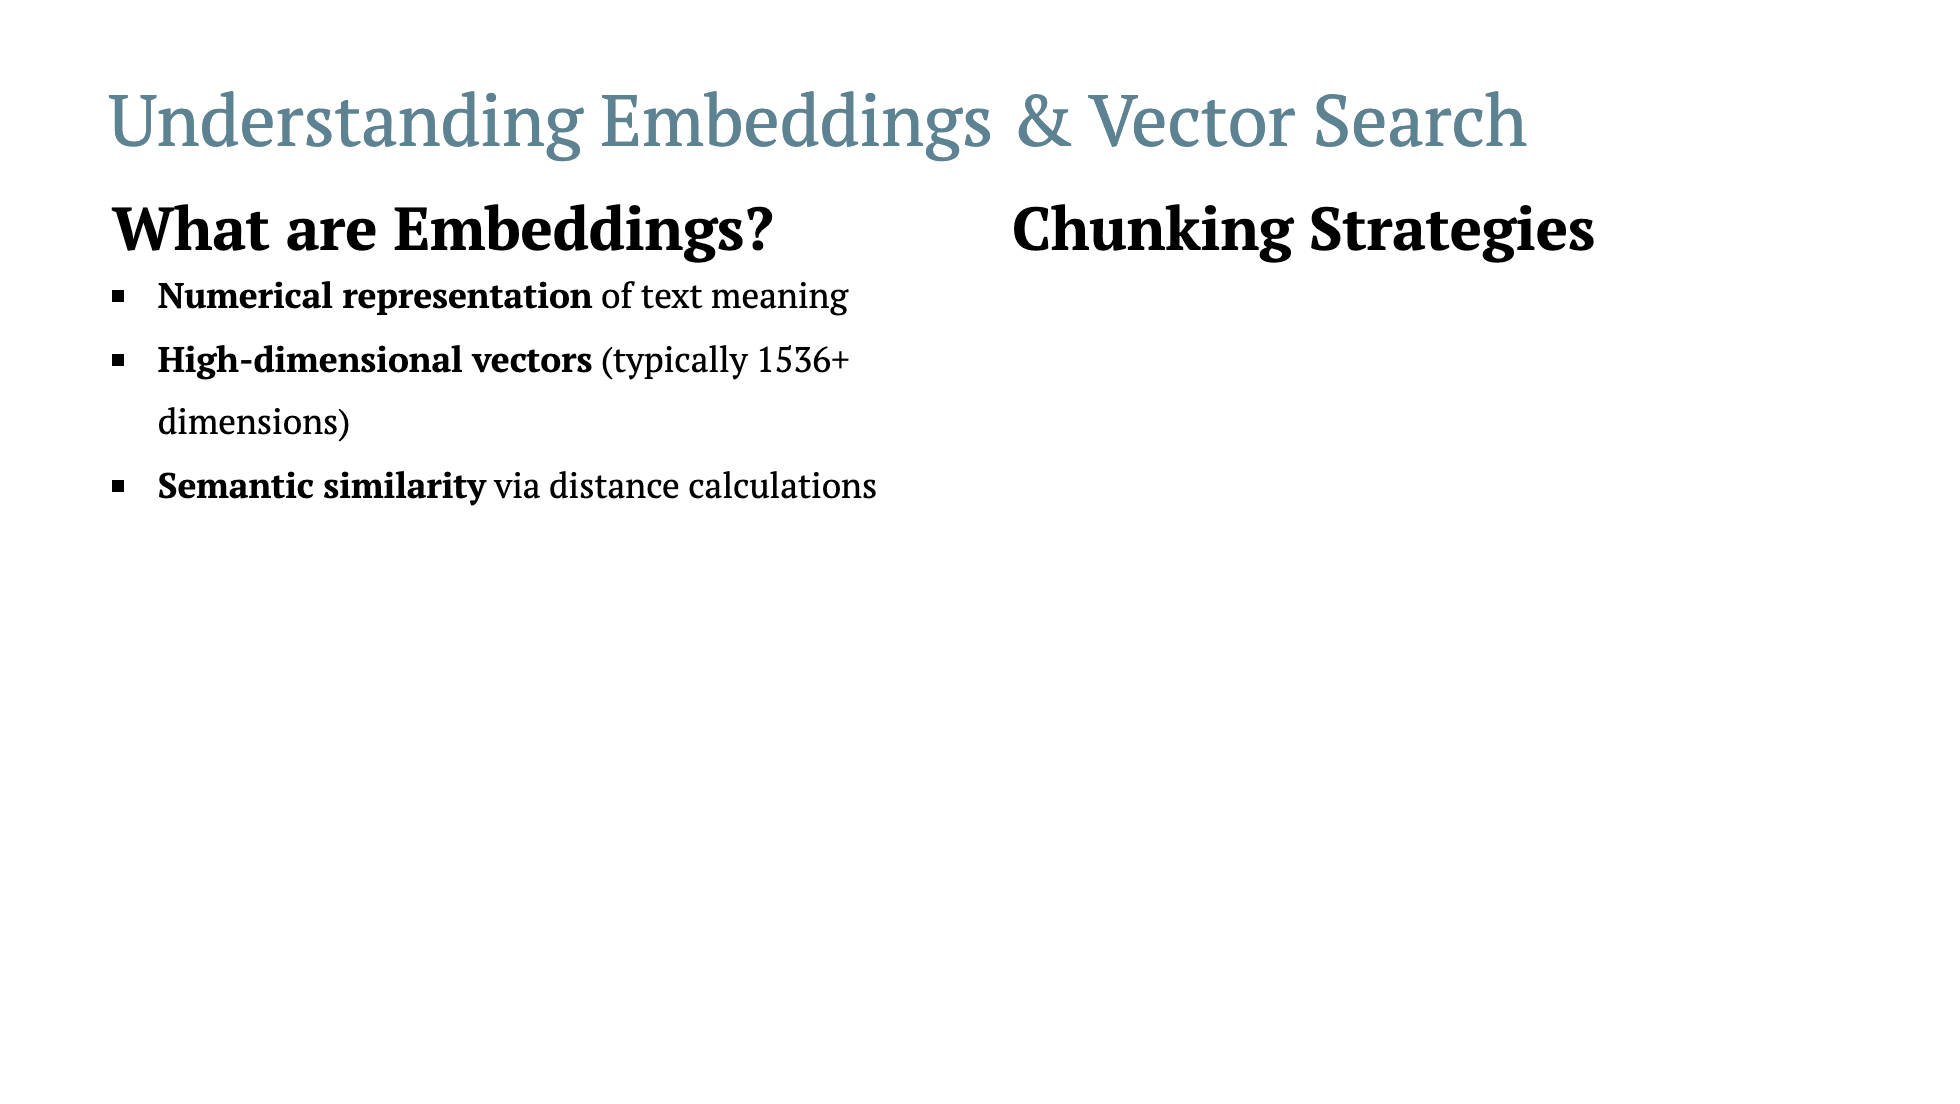 Understanding Embeddings & Vector Search
What are Embeddings?
▪ Numerical representation of text meaning
▪ High-dimensional vectors (typically 1536+
dimensions)
▪ Semantic similarity via distance calculations
Chunking Strategies